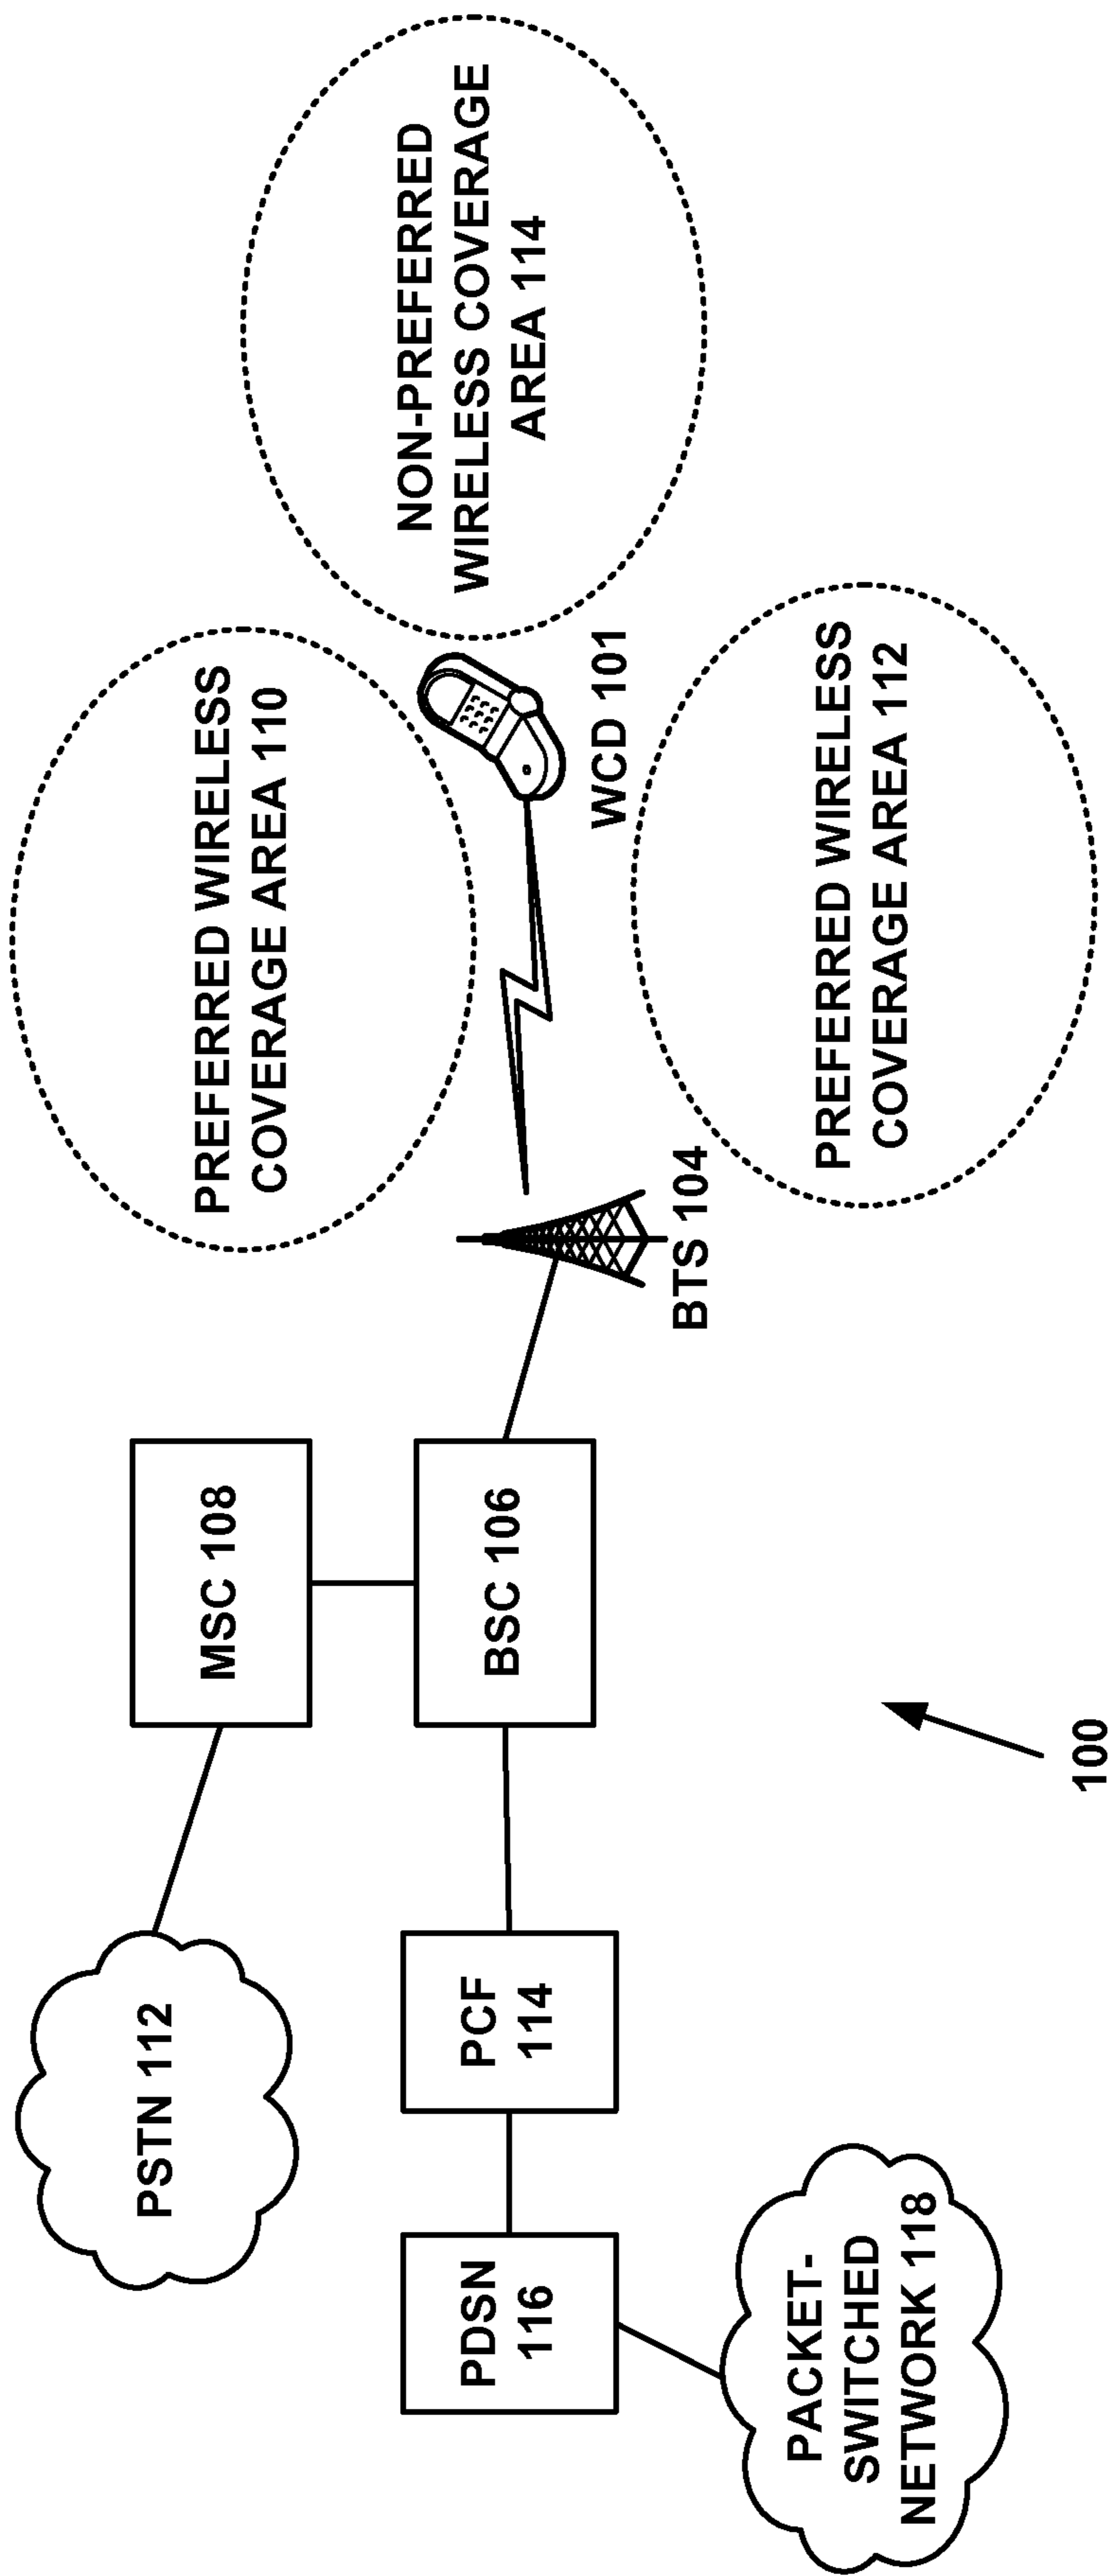 PSTN 112
MSC 108
PREFERRED WIRELESS
COVERAGE AREA 110
NON-PREFERRED
WIRELESS COVERAGE
AREA 114
PDSN
116
PCF
114
BSC 106
WCD 101
BTS 104
PACKET-
SWITCHED
NETWORK 118
PREFERRED WIRELESS
COVERAGE AREA 112
100